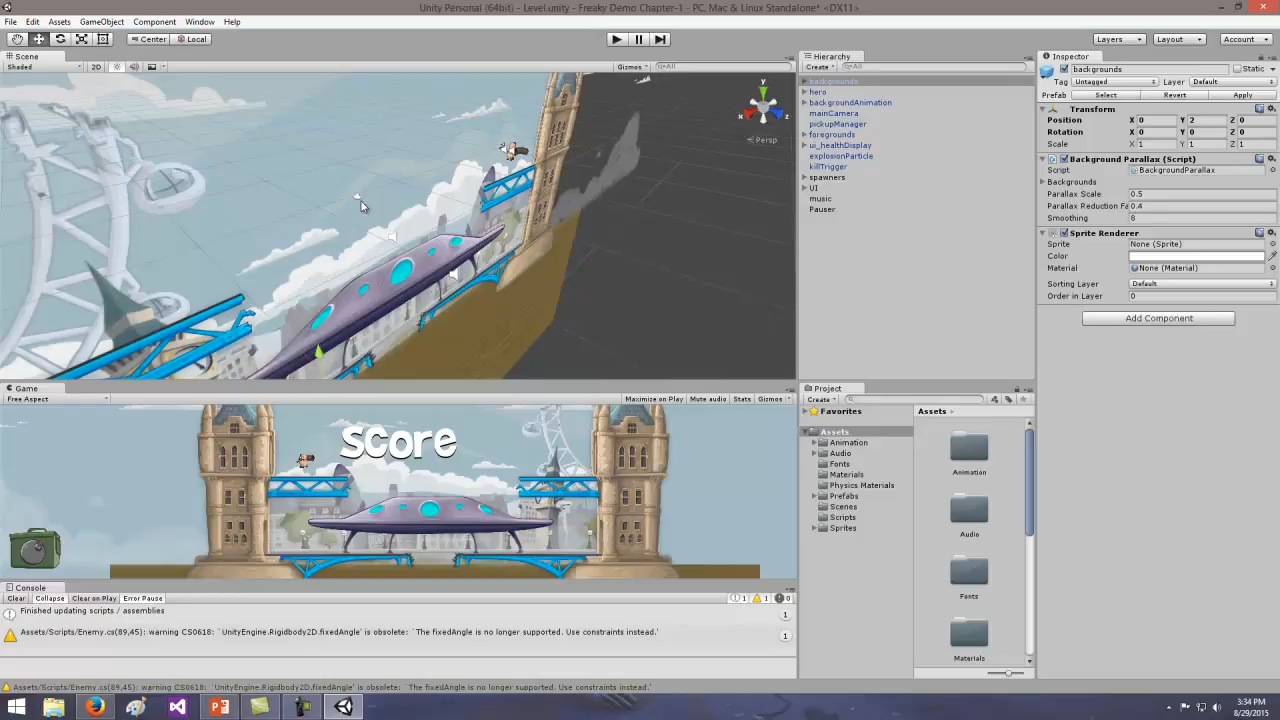 Unity Personal (64bit) - Level.unity - Freaky Demo Chapter-1 - PC, Mac & Linux Standalone* <DX11>
File Edit Assets GameObject Component Window Help
Center Local
Layers Layout Account
Scene
Shaded 2D Gizmos All
y
x z
Persp
Hierarchy
Create All
backgrounds
hero
backgroundAnimation
mainCamera
pickupManager
foregrounds
ui_healthDisplay
explosionParticle
killTrigger
spawners
UI
music
Pauser
Inspector
backgrounds Static
Tag Untagged Layer Default
Prefab Select Revert Apply
Transform
Position X 0 Y 2 Z 0
Rotation X 0 Y 0 Z 0
Scale X 1 Y 1 Z 1
Background Parallax (Script)
Script BackgroundParallax
Backgrounds
Parallax Scale 0.5
Parallax Reduction Fa 0.4
Smoothing 8
Sprite Renderer
Sprite None (Sprite)
Color
Material None (Material)
Sorting Layer Default
Order in Layer 0
Add Component
Game
Free Aspect Maximize on Play Mute audio Stats Gizmos
score
Project
Create
Favorites
Assets
Animation
Audio
Fonts
Materials
Physics Materials
Prefabs
Scenes
Scripts
Sprites
Assets
Animation
Audio
Fonts
Materials
Console
Clear Collapse Clear on Play Error Pause 1 1 0
Finished updating scripts / assemblies 1
Assets/Scripts/Enemy.cs(89,45): warning CS0618: `UnityEngine.Rigidbody2D.fixedAngle' is obsolete: `The fixedAngle is no longer supported. Use constraints instead.' 1
Assets/Scripts/Enemy.cs(89,45): warning CS0618: `UnityEngine.Rigidbody2D.fixedAngle' is obsolete: `The fixedAngle is no longer supported. Use constraints instead.'
3:34 PM
8/29/2015